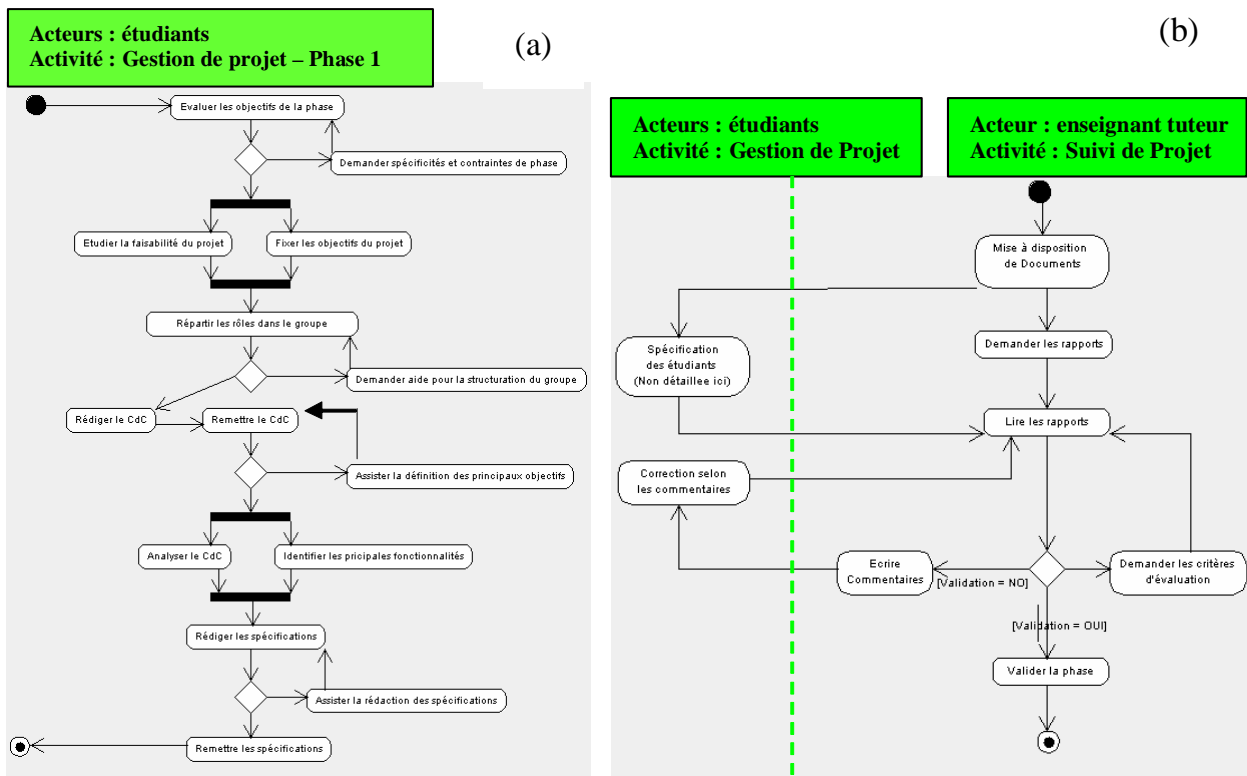 Acteurs : étudiants
Activité : Gestion de projet – Phase 1
(a)
Evaluer les objectifs de la phase
Demander spécificités et contraintes de phase
Etudier la faisabilité du projet
Fixer les objectifs du projet
Répartir les rôles dans le groupe
Demander aide pour la structuration du groupe
Rédiger le CdC
Remettre le CdC
Assister la définition des principaux objectifs
Analyser le CdC
Identifier les pricipales fonctionnalités
Rédiger les spécifications
Assister la rédaction des spécifications
Remettre les spécifications
(b)
Acteurs : étudiants
Activité : Gestion de Projet
Acteur : enseignant tuteur
Activité : Suivi de Projet
Mise à disposition
de Documents
Spécification
des étudiants
(Non détaillee ici)
Demander les rapports
Lire les rapports
Correction selon
les commentaires
Ecrire
Commentaires
[Validation = NO]
Demander les critères
d'évaluation
[Validation = OUI]
Valider la phase